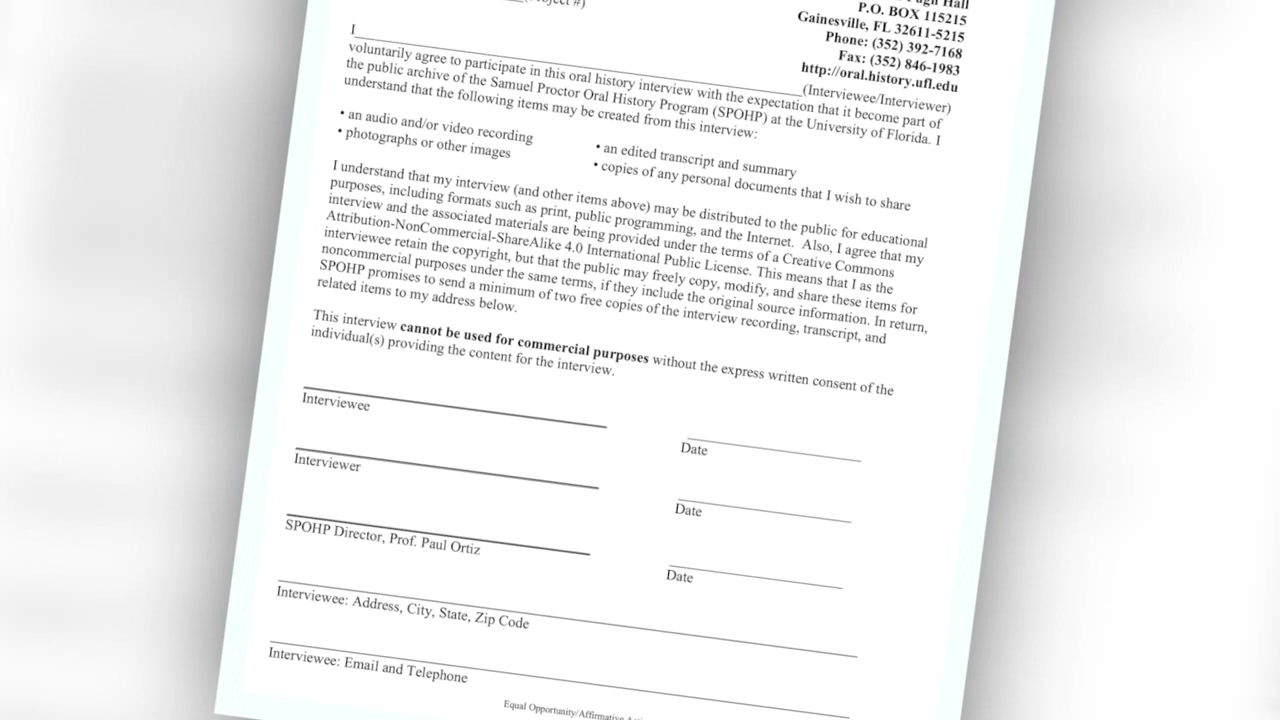 Hall
P.O. BOX 115215
Gainesville, FL 32611-5215
Phone: (352) 392-7168
Fax: (352) 846-1983
http://oral.history.ufl.edu
I____(Interviewee/Interviewer)
voluntarily agree to participate in this oral history interview with the expectation that it become part of
the public archive of the Samuel Proctor Oral History Program (SPOHP) at the University of Florida. I
understand that the following items may be created from this interview:
• an audio and/or video recording
• photographs or other images
• an edited transcript and summary
• copies of any personal documents that I wish to share
I understand that my interview (and other items above) may be distributed to the public for educational
purposes, including formats such as print, public programming, and the Internet. Also, I agree that my
interview and the associated materials are being provided under the terms of a Creative Commons
Attribution-NonCommercial-ShareAlike 4.0 International Public License. This means that I as the
interviewee retain the copyright, but that the public may freely copy, modify, and share these items for
noncommercial purposes under the same terms, if they include the original source information. In return,
SPOHP promises to send a minimum of two free copies of the interview recording, transcript, and
related items to my address below.
This interview cannot be used for commercial purposes without the express written consent of the
individual(s) providing the content for the interview.
Interviewee
Date
Interviewer
Date
SPOHP Director, Prof. Paul Ortiz
Date
Interviewee: Address, City, State, Zip Code
Interviewee: Email and Telephone
Equal Opportunity/Affirmative